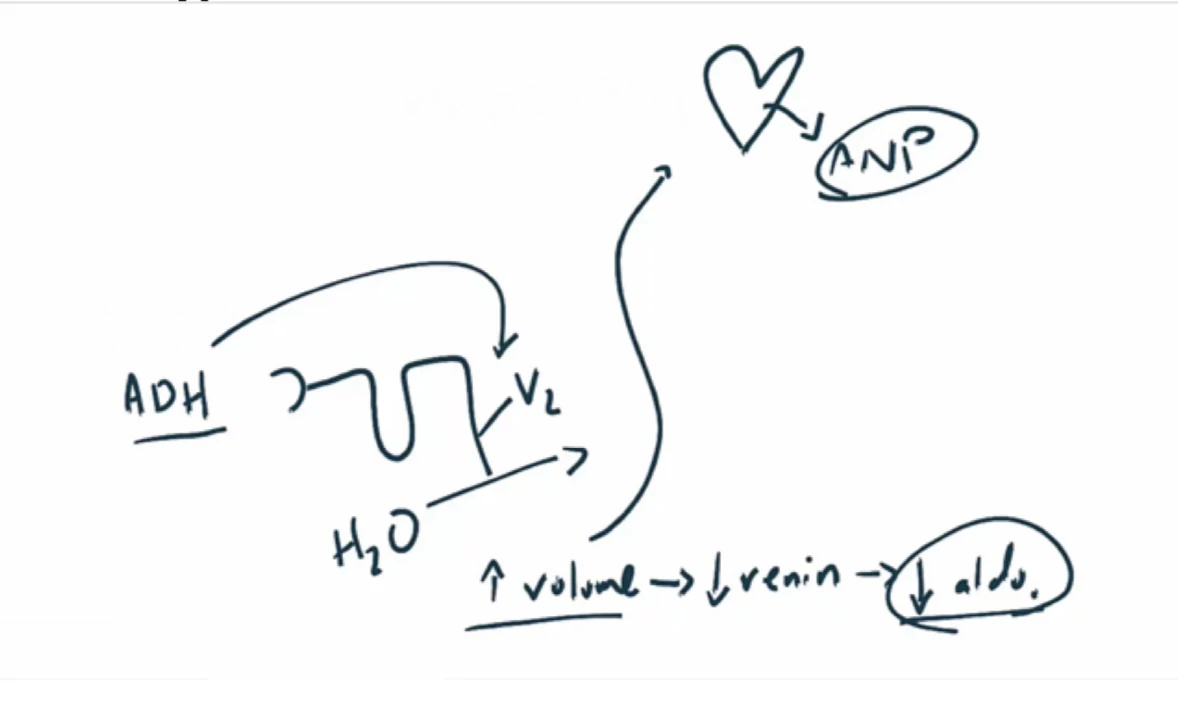 ANP
ADH
V2
H2O
↑ volume → ↓ renin → ↓ aldo.